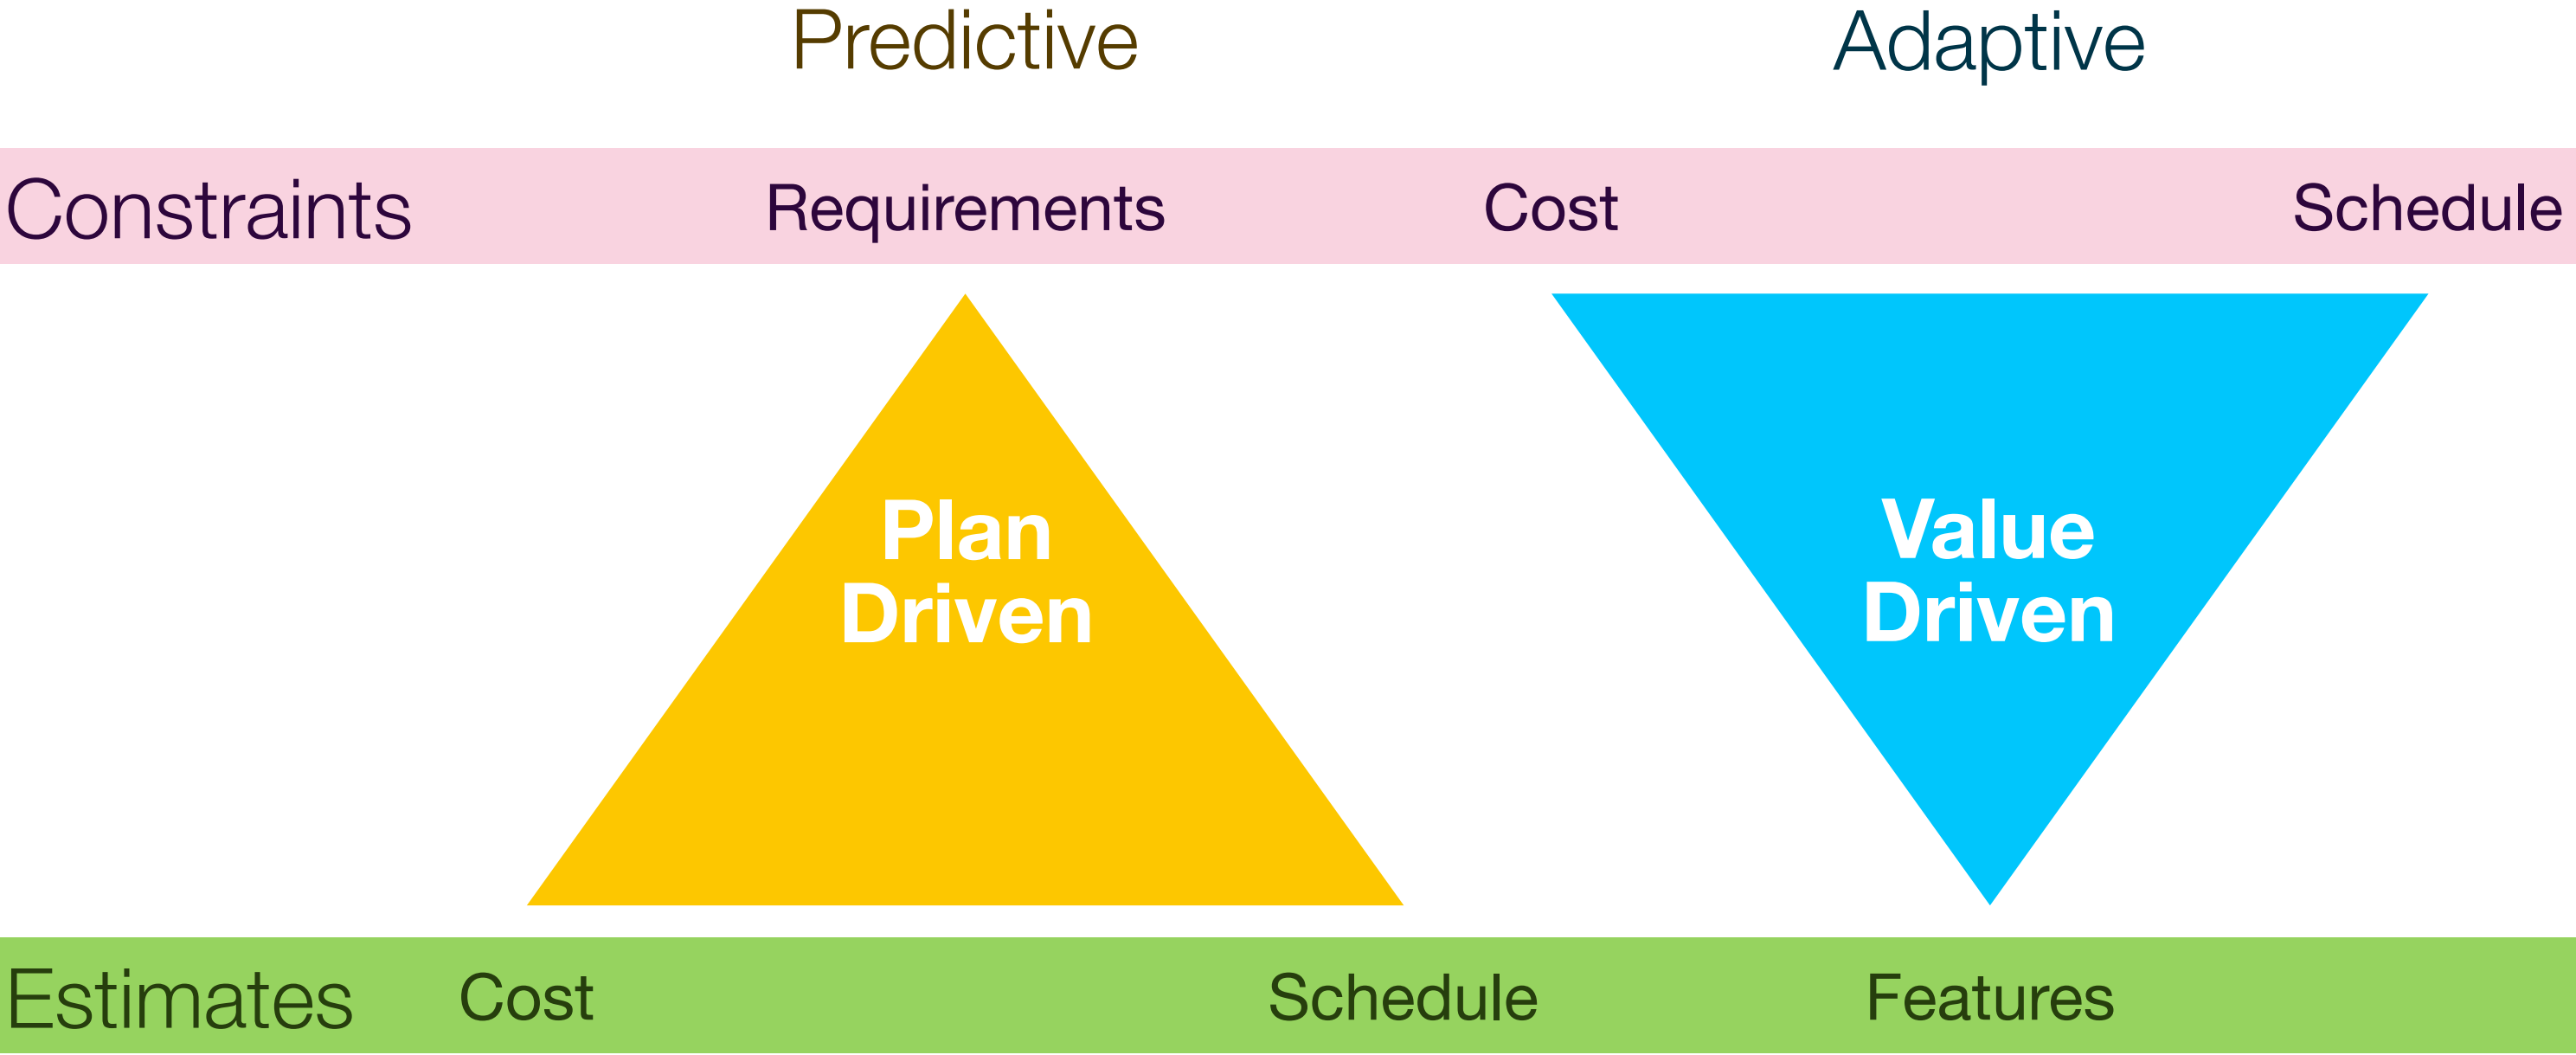 Predictive Adaptive
Constraints Requirements Cost Schedule
Plan
Driven
Value
Driven
Estimates Cost Schedule Features